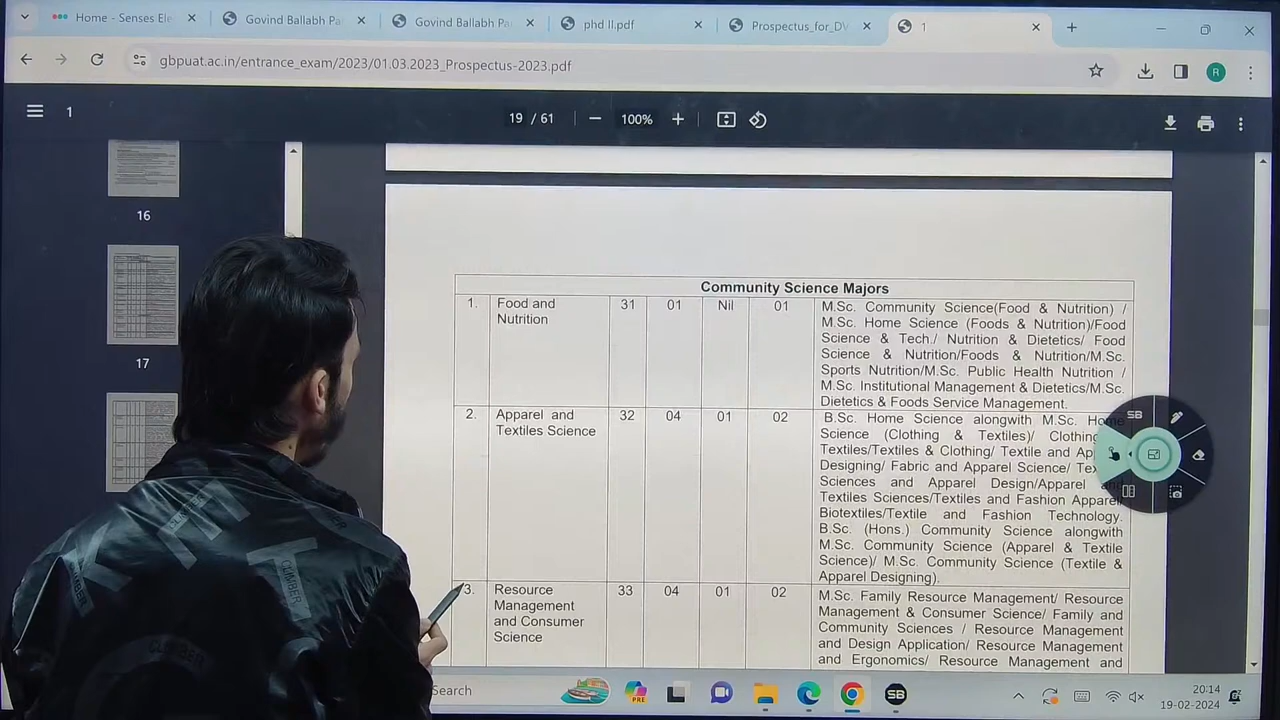 Home - Senses Ele
Govind Ballabh Pa
Govind Ballabh Pa
phd II.pdf
Prospectus_for_DV
1
gbpuat.ac.in/entrance_exam/2023/01.03.2023_Prospectus-2023.pdf
R
1
19 / 61
100%
16
17
Community Science Majors
1.
Food and
Nutrition
31
01
Nil
01
M.Sc. Community Science(Food & Nutrition) /
M.Sc. Home Science (Foods & Nutrition)/Food
Science & Tech./ Nutrition & Dietetics/ Food
Science & Nutrition/Foods & Nutrition/M.Sc.
Sports Nutrition/M.Sc. Public Health Nutrition /
M.Sc. Institutional Management & Dietetics/M.Sc.
Dietetics & Foods Service Management.
2.
Apparel and
Textiles Science
32
04
01
02
B.Sc. Home Science alongwith M.Sc. Home
Science (Clothing & Textiles)/ Clothing
Textiles/Textiles & Clothing/ Textile and
Designing/ Fabric and Apparel Science/
Sciences and Apparel Design/Apparel and
Textiles Sciences/Textiles and Fashion Apparel
Biotextiles/Textile and Fashion Technology.
B.Sc. (Hons.) Community Science alongwith
M.Sc. Community Science (Apparel & Textile
Science)/ M.Sc. Community Science (Textile &
Apparel Designing).
3.
Resource
Management
and Consumer
Science
33
04
01
02
M.Sc. Family Resource Management/ Resource
Management & Consumer Science/ Family and
Community Sciences / Resource Management
and Design Application/ Resource Management
and Ergonomics/ Resource Management and
SB
CLIMBER
CLIMBER
CLIMBER
Search
PRE
SB
20:14
19-02-2024